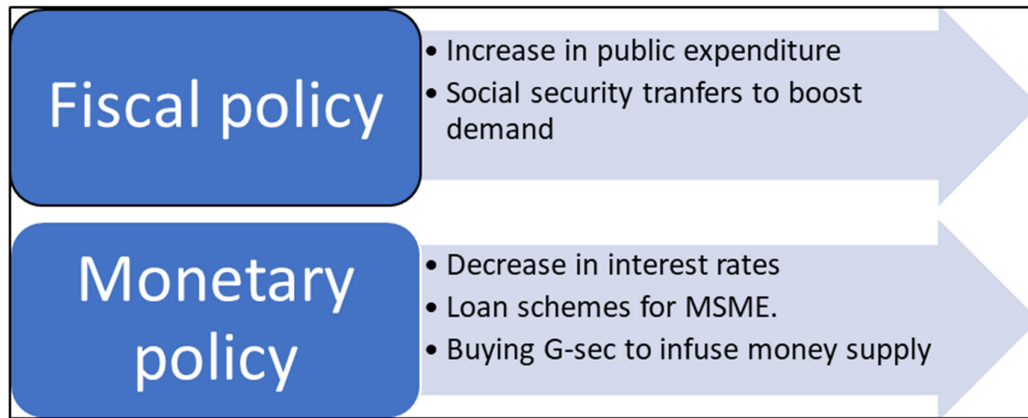 Fiscal policy
• Increase in public expenditure
• Social security tranfers to boost
demand
Monetary
policy
• Decrease in interest rates
• Loan schemes for MSME.
• Buying G-sec to infuse money supply